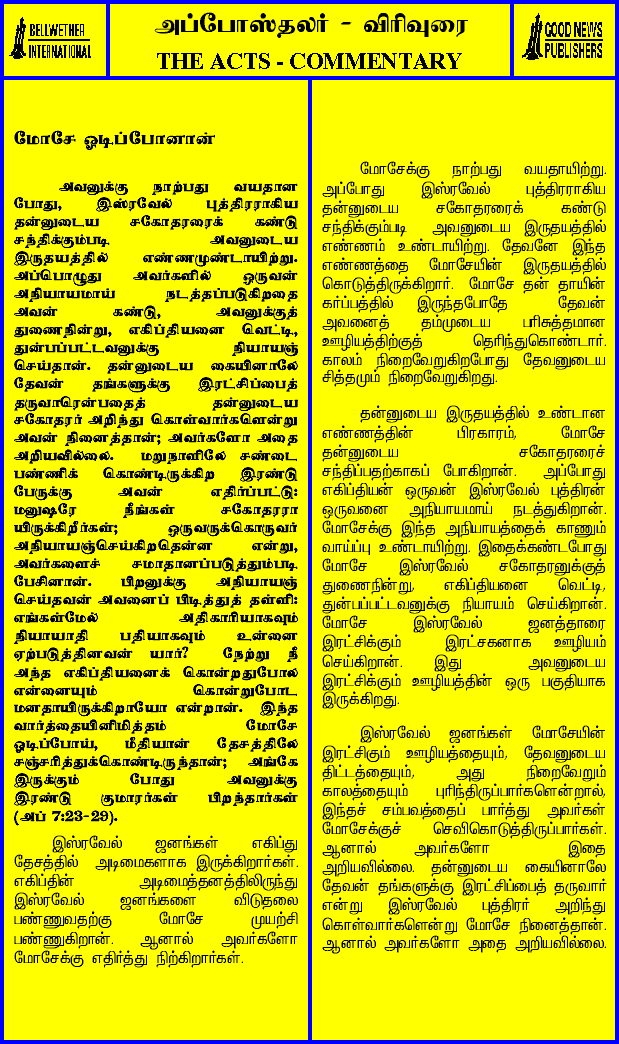 BELLWETHER
INTERNATIONAL
அப்போஸ்தலர் - விரிவுரை
THE ACTS - COMMENTARY
GOOD NEWS
PUBLISHERS
மோசே ஓடிப்போனான்
அவனுக்கு நாற்பது வயதான
போது, இஸ்ரவேல் புத்திரராகிய
தன்னுடைய சகோதரரைக் கண்டு
சந்திக்கும்படி அவனுடைய
இருதயத்தில் எண்ணமுண்டாயிற்று.
அப்பொழுது அவர்களில் ஒருவன்
அநியாயமாய் நடத்தப்படுகிறதை
அவன் கண்டு, அவனுக்குத்
துணைநின்று, எகிப்தியனை வெட்டி,
துன்பப்பட்டவனுக்கு நியாயஞ்
செய்தான். தன்னுடைய கையினாலே
தேவன் தங்களுக்கு இரட்சிப்பைத்
தருவாரென்பதைத் தன்னுடைய
சகோதரர் அறிந்து கொள்வார்களென்று
அவன் நினைத்தான்; அவர்களோ அதை
அறியவில்லை. மறுநாளிலே சண்டை
பண்ணிக் கொண்டிருக்கிற இரண்டு
பேருக்கு அவன் எதிர்ப்பட்டு:
மனுஷரே நீங்கள் சகோதரரா
யிருக்கிறீர்கள்; ஒருவருக்கொருவர்
அநியாயஞ்செய்கிறதென்ன என்று,
அவர்களைச் சமாதானப்படுத்தும்படி
பேசினான். பிறனுக்கு அநியாயஞ்
செய்தவன் அவனைப் பிடித்துத் தள்ளி:
எங்கள்மேல் அதிகாரியாகவும்
நியாயாதி பதியாகவும் உன்னை
ஏற்படுத்தினவன் யார்? நேற்று நீ
அந்த எகிப்தியனைக் கொன்றதுபோல
என்னையும் கொன்றுபோட
மனதாயிருக்கிறாயோ என்றான். இந்த
வார்த்தையினிமித்தம் மோசே
ஓடிப்போய், மீதியான் தேசத்திலே
சஞ்சரித்துக்கொண்டிருந்தான்; அங்கே
இருக்கும் போது அவனுக்கு
இரண்டு குமாரர்கள் பிறந்தார்கள்
(அப் 7:23-29).
இஸ்ரவேல் ஜனங்கள் எகிப்து
தேசத்தில் அடிமைகளாக இருக்கிறார்கள்.
எகிப்தின் அடிமைத்தனத்திலிருந்து
இஸ்ரவேல் ஜனங்களை விடுதலை
பண்ணுவதற்கு மோசே முயற்சி
பண்ணுகிறான். ஆனால் அவர்களோ
மோசேக்கு எதிர்த்து நிற்கிறார்கள்.
மோசேக்கு நாற்பது வயதாயிற்று.
அப்போது இஸ்ரவேல் புத்திரராகிய
தன்னுடைய சகோதரரைக் கண்டு
சந்திக்கும்படி அவனுடைய இருதயத்தில்
எண்ணம் உண்டாயிற்று. தேவனே இந்த
எண்ணத்தை மோசேயின் இருதயத்தில்
கொடுத்திருக்கிறார். மோசே தன் தாயின்
கர்ப்பத்தில் இருந்தபோதே தேவன்
அவனைத் தம்முடைய பரிசுத்தமான
ஊழியத்திற்குத் தெரிந்துகொண்டார்.
காலம் நிறைவேறுகிறபோது தேவனுடைய
சித்தமும் நிறைவேறுகிறது.
தன்னுடைய இருதயத்தில் உண்டான
எண்ணத்தின் பிரகாரம், மோசே
தன்னுடைய சகோதரரைச்
சந்திப்பதற்காகப் போகிறான். அப்போது
எகிப்தியன் ஒருவன் இஸ்ரவேல் புத்திரன்
ஒருவனை அநியாயமாய் நடத்துகிறான்.
மோசேக்கு இந்த அநியாயத்தைக் காணும்
வாய்ப்பு உண்டாயிற்று. இதைக்கண்டபோது
மோசே இஸ்ரவேல் சகோதரனுக்குத்
துணைநின்று, எகிப்தியனை வெட்டி,
துன்பப்பட்டவனுக்கு நியாயம் செய்கிறான்.
மோசே இஸ்ரவேல் ஜனத்தாரை
இரட்சிக்கும் இரட்சகனாக ஊழியம்
செய்கிறான். இது அவனுடைய
இரட்சிக்கும் ஊழியத்தின் ஒரு பகுதியாக
இருக்கிறது.
இஸ்ரவேல் ஜனங்கள் மோசேயின்
இரட்சிகும் ஊழியத்தையும், தேவனுடைய
திட்டத்தையும், அது நிறைவேறும்
காலத்தையும் புரிந்திருப்பார்களென்றால்,
இந்தச் சம்பவத்தைப் பார்த்து அவர்கள்
மோசேக்குச் செவிகொடுத்திருப்பார்கள்.
ஆனால் அவர்களோ இதை
அறியவில்லை. தன்னுடைய கையினாலே
தேவன் தங்களுக்கு இரட்சிப்பைத் தருவார்
என்று இஸ்ரவேல் புத்திரர் அறிந்து
கொள்வார்களென்று மோசே நினைத்தான்.
ஆனால் அவர்களோ அதை அறியவில்லை.